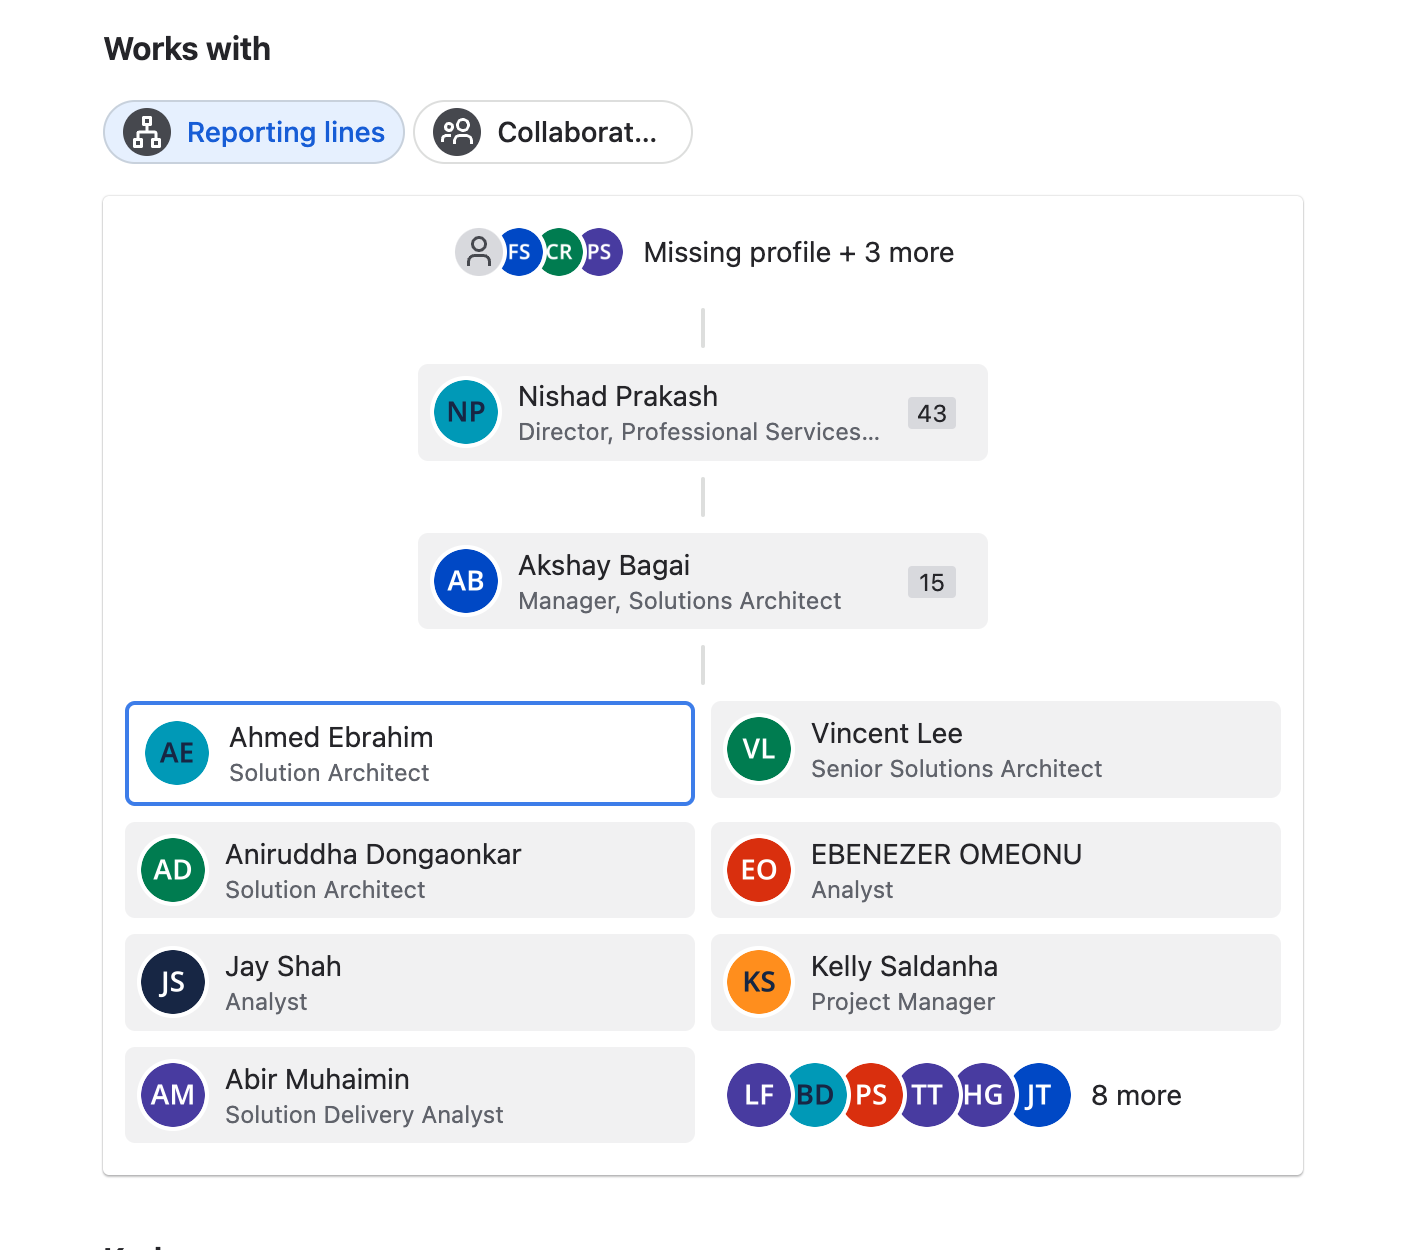 Works with
Reporting lines
Collaborat...
FS CR PS Missing profile + 3 more
NP
Nishad Prakash
Director, Professional Services...
43
AB
Akshay Bagai
Manager, Solutions Architect
15
AE
Ahmed Ebrahim
Solution Architect
VL
Vincent Lee
Senior Solutions Architect
AD
Aniruddha Dongaonkar
Solution Architect
EO
EBENEZER OMEONU
Analyst
JS
Jay Shah
Analyst
KS
Kelly Saldanha
Project Manager
AM
Abir Muhaimin
Solution Delivery Analyst
LF BD PS TT HG JT 8 more